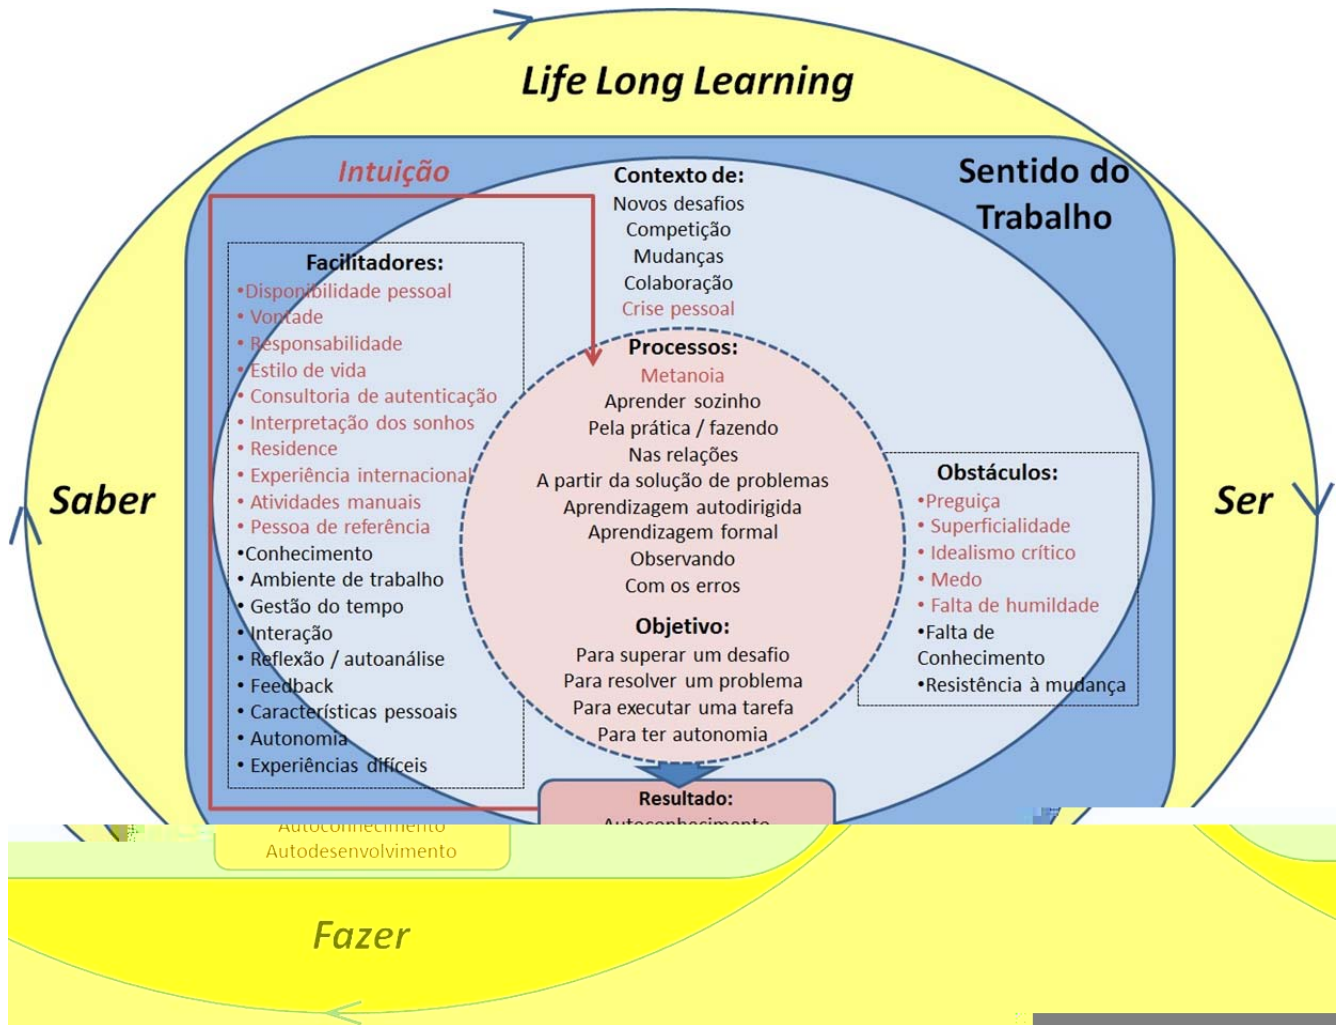 Life Long Learning
Intuição
Sentido do
Trabalho
Contexto de:
Novos desafios
Competição
Mudanças
Colaboração
Crise pessoal
Facilitadores:
•Disponibilidade pessoal
• Vontade
• Responsabilidade
• Estilo de vida
• Consultoria de autenticação
• Interpretação dos sonhos
• Residence
• Experiência internacional
• Atividades manuais
• Pessoa de referência
•Conhecimento
• Ambiente de trabalho
• Gestão do tempo
• Interação
• Reflexão / autoanálise
• Feedback
• Características pessoais
• Autonomia
• Experiências difíceis
Processos:
Metanoia
Aprender sozinho
Pela prática / fazendo
Nas relações
A partir da solução de problemas
Aprendizagem autodirigida
Aprendizagem formal
Observando
Com os erros
Objetivo:
Para superar um desafio
Para resolver um problema
Para executar uma tarefa
Para ter autonomia
Obstáculos:
•Preguiça
• Superficialidade
• Idealismo crítico
• Medo
• Falta de humildade
•Falta de
Conhecimento
•Resistência à mudança
Saber
Ser
Resultado:
Autoconhecimento
Autoconhecimento
Autodesenvolvimento
Fazer